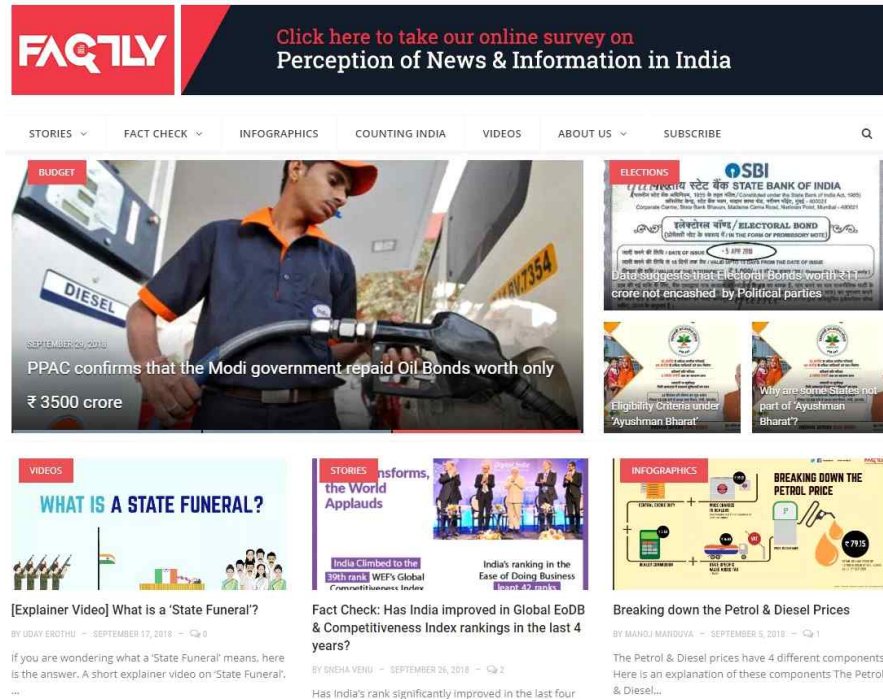 FACTLY
Click here to take our online survey on
Perception of News & Information in India
STORIES
FACT CHECK
INFOGRAPHICS
COUNTING INDIA
VIDEOS
ABOUT US
SUBSCRIBE
BUDGET
DIESEL
SEPTEMBER 29, 2018
PPAC confirms that the Modi government repaid Oil Bonds worth only
₹ 3500 crore
ELECTIONS
SBI
भारतीय स्टेट बैंक STATE BANK OF INDIA
इलेक्टोरल बॉण्ड/ELECTORAL BOND
Data suggests that Electoral Bonds worth ₹11
crore not encashed by Political parties
Eligibility Criteria under
'Ayushman Bharat'
Why are some States not
part of 'Ayushman
Bharat'?
VIDEOS
WHAT IS A STATE FUNERAL?
[Explainer Video] What is a ‘State Funeral’?
BY UDAY EROTHU – SEPTEMBER 17, 2018 – 0
If you are wondering what a ‘State Funeral’ means, here
is the answer. A short explainer video on ‘State Funeral’.
...
STORIES
nsforms,
the World
Applauds
India Climbed to the
39th rank WEF's Global
Competitiveness Index
India's ranking in the
Ease of Doing Business
leapt 42 ranks
Fact Check: Has India improved in Global EoDB
& Competitiveness Index rankings in the last 4
years?
BY SNEHA VENU – SEPTEMBER 26, 2018 – 2
Has India’s rank significantly improved in the last four
INFOGRAPHICS
BREAKING DOWN THE
PETROL PRICE
₹ 79.15
Breaking down the Petrol & Diesel Prices
BY MANOJ MANDUVA – SEPTEMBER 5, 2018 – 1
The Petrol & Diesel prices have 4 different components.
Here is an explanation of these components The Petrol
& Diesel...